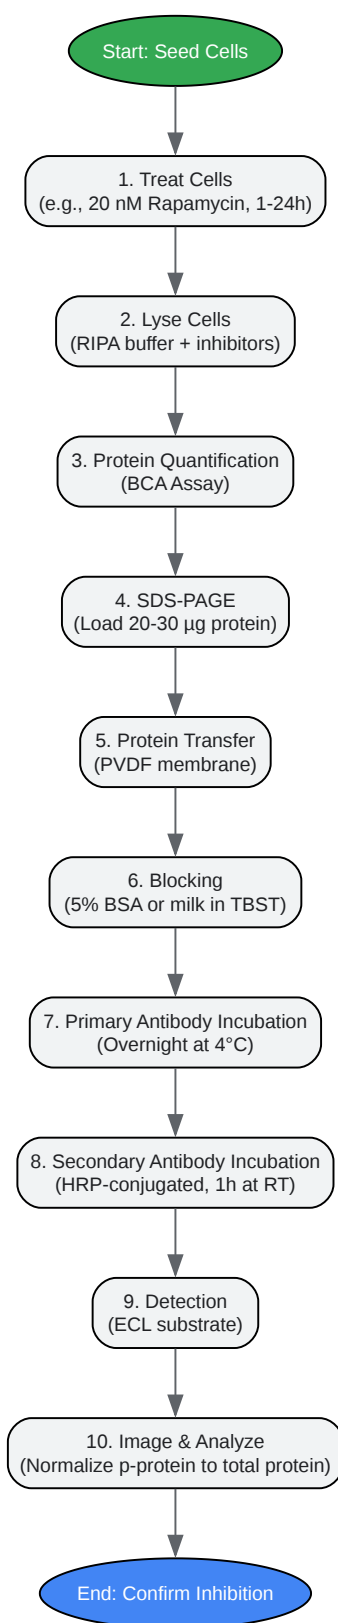 Start: Seed Cells
1. Treat Cells
(e.g., 20 nM Rapamycin, 1-24h)
2. Lyse Cells
(RIPA buffer + inhibitors)
3. Protein Quantification
(BCA Assay)
4. SDS-PAGE
(Load 20-30 µg protein)
5. Protein Transfer
(PVDF membrane)
6. Blocking
(5% BSA or milk in TBST)
7. Primary Antibody Incubation
(Overnight at 4°C)
8. Secondary Antibody Incubation
(HRP-conjugated, 1h at RT)
9. Detection
(ECL substrate)
10. Image & Analyze
(Normalize p-protein to total protein)
End: Confirm Inhibition